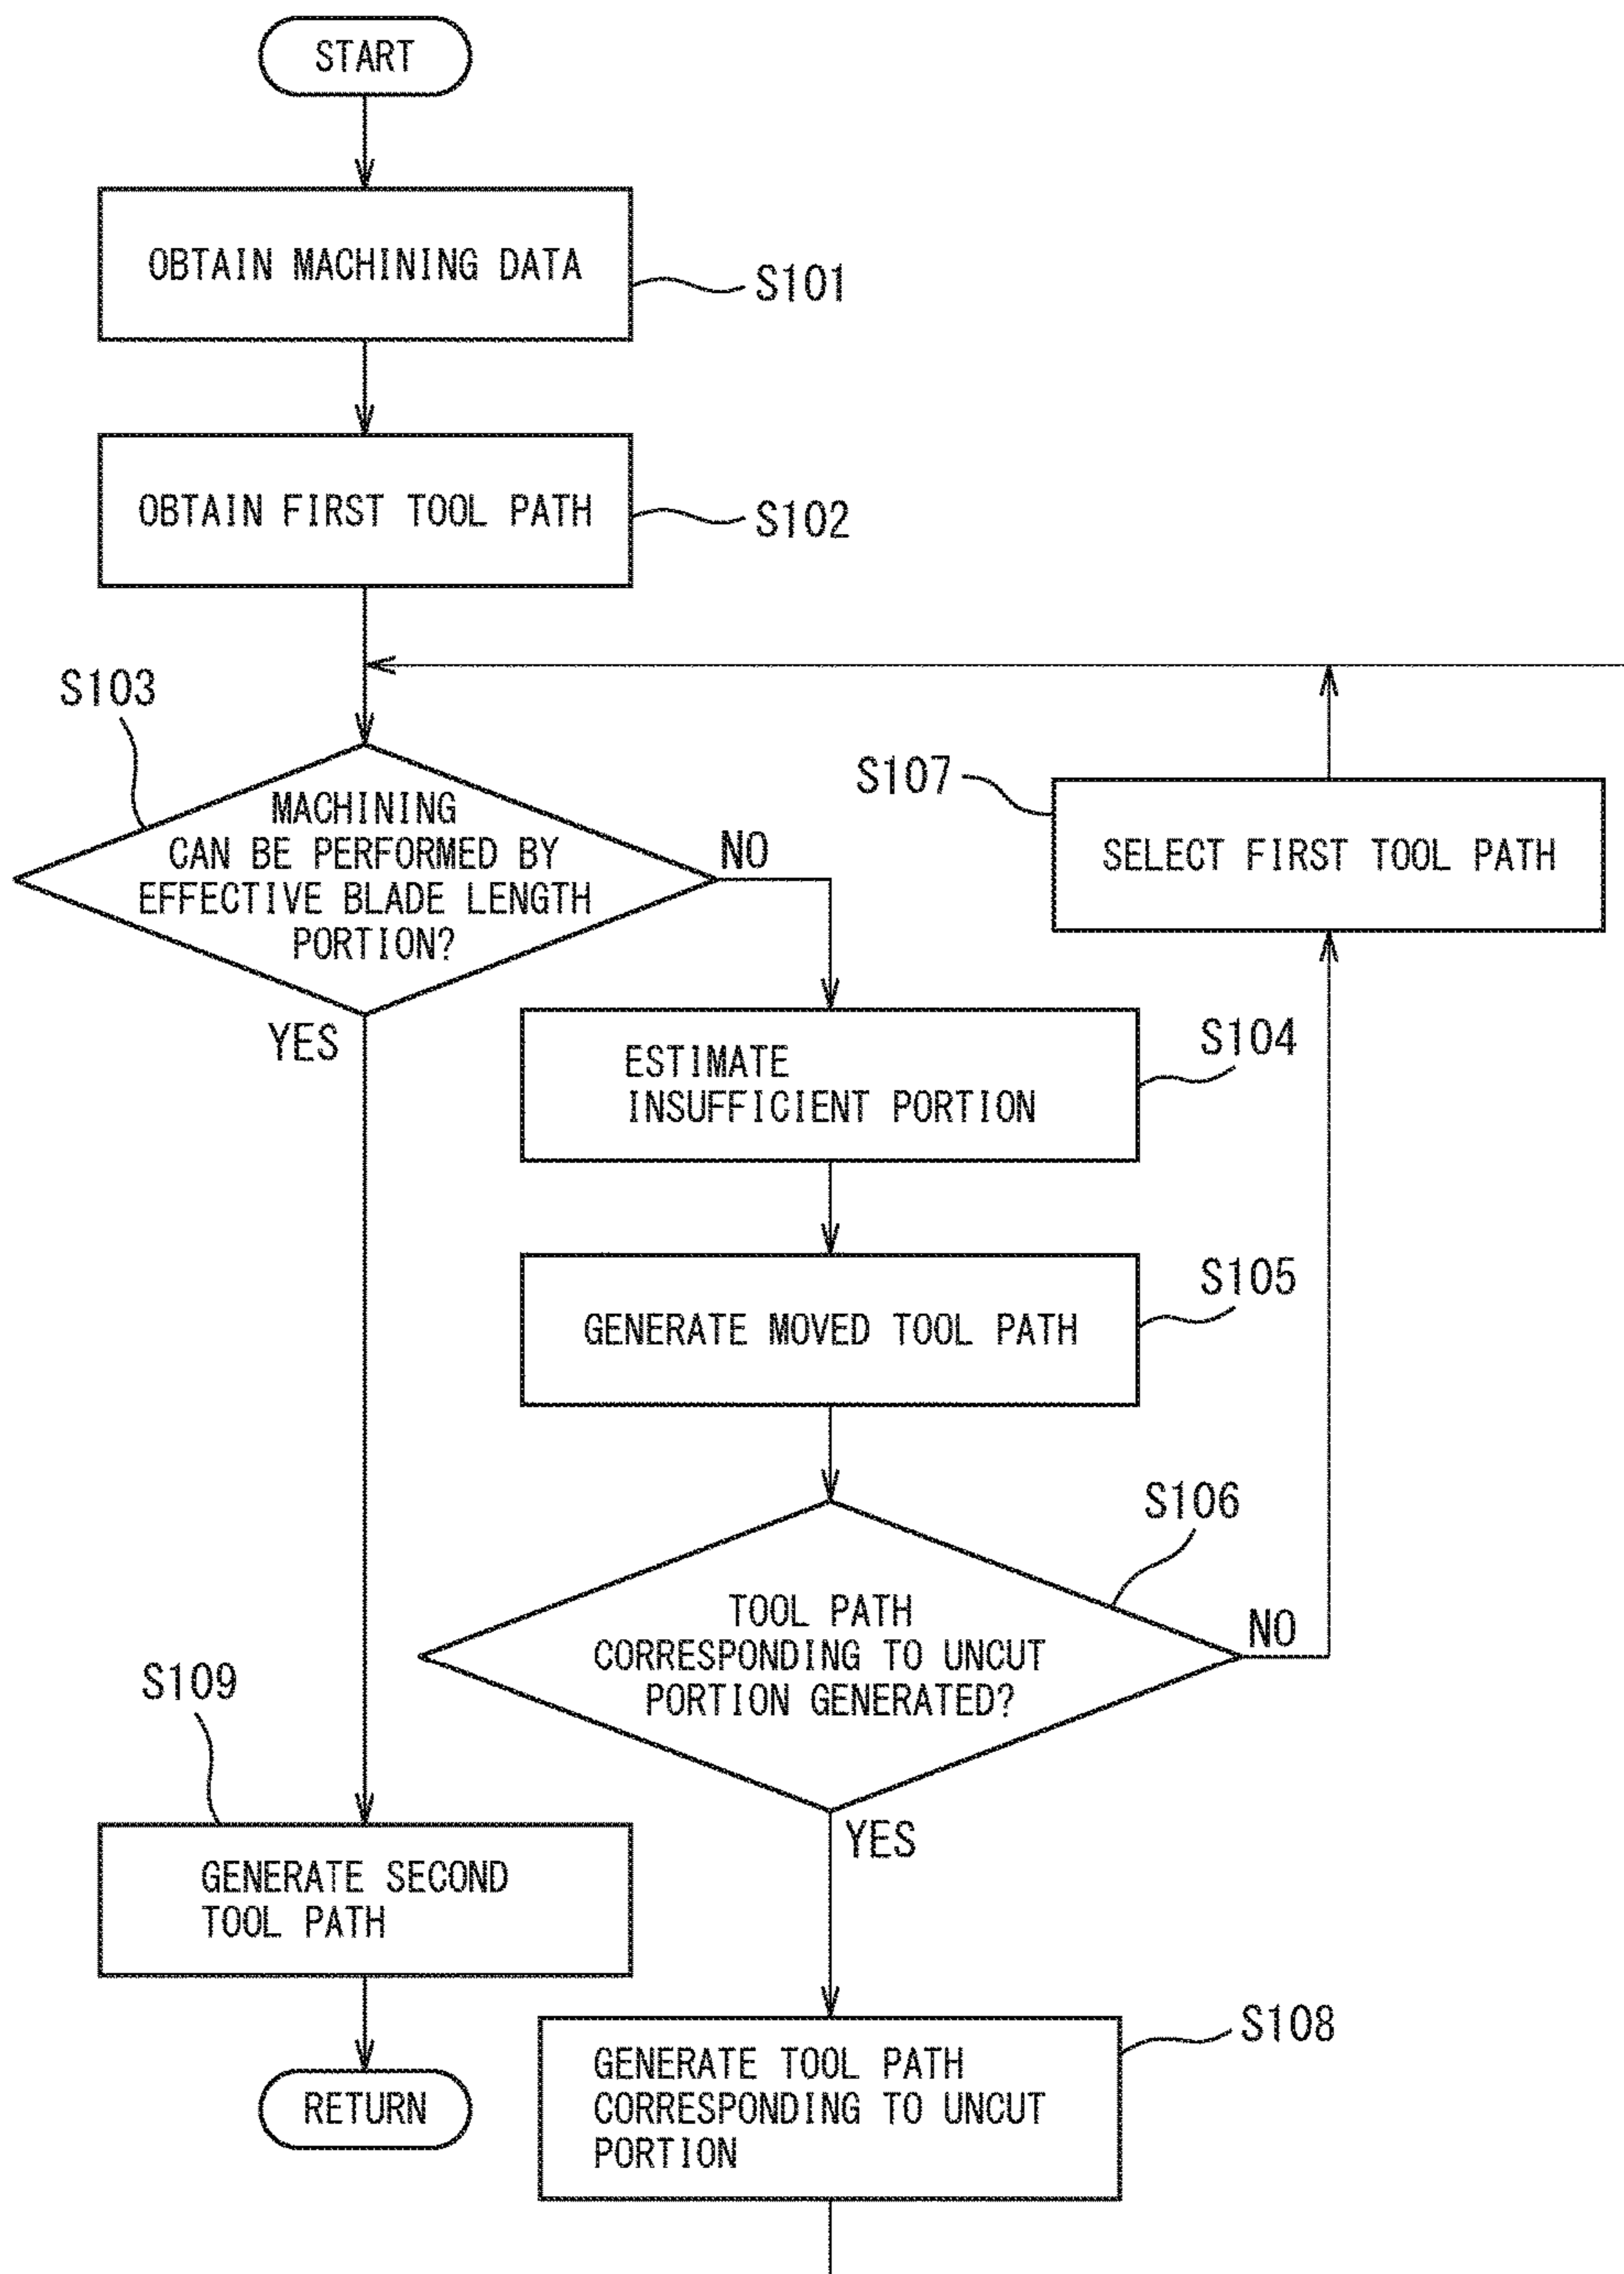 START
OBTAIN MACHINING DATA
S101
OBTAIN FIRST TOOL PATH
S102
S103
MACHINING
CAN BE PERFORMED BY
EFFECTIVE BLADE LENGTH
PORTION?
NO
YES
S107
SELECT FIRST TOOL PATH
ESTIMATE
INSUFFICIENT PORTION
S104
GENERATE MOVED TOOL PATH
S105
S106
TOOL PATH
CORRESPONDING TO UNCUT
PORTION GENERATED?
NO
YES
S109
GENERATE SECOND
TOOL PATH
RETURN
S108
GENERATE TOOL PATH
CORRESPONDING TO UNCUT
PORTION